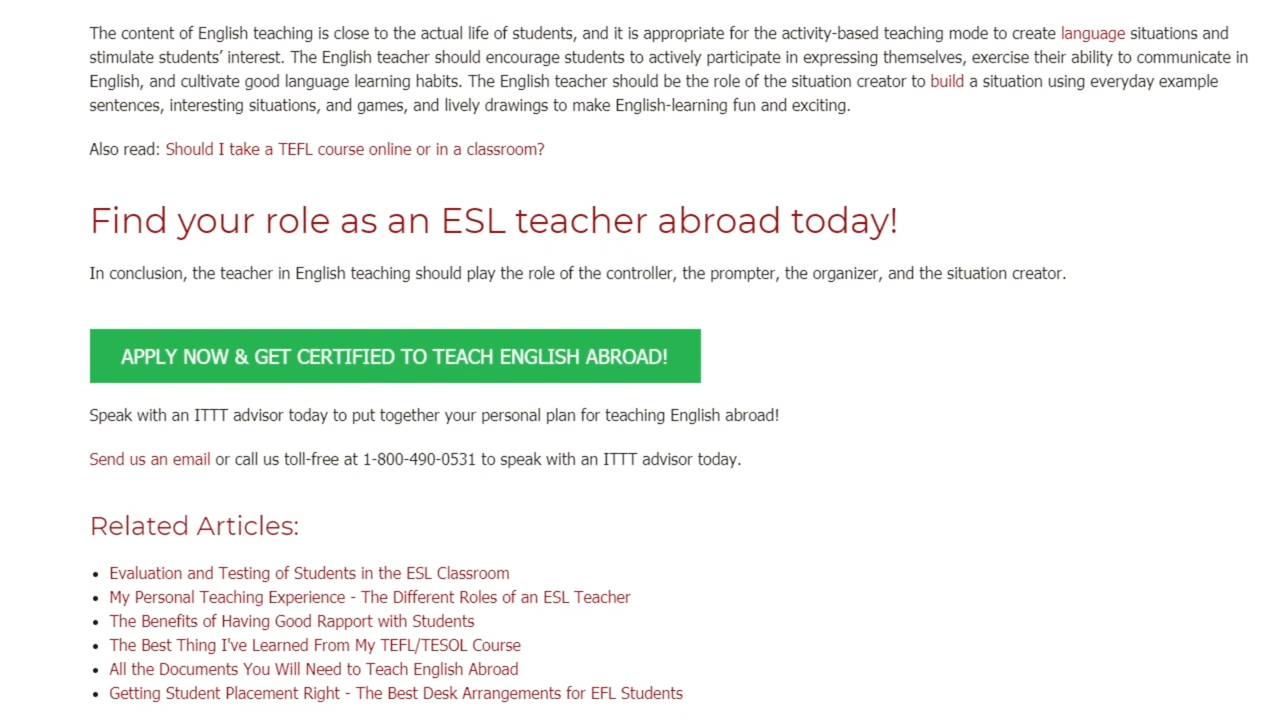 The content of English teaching is close to the actual life of students, and it is appropriate for the activity-based teaching mode to create language situations and
stimulate students’ interest. The English teacher should encourage students to actively participate in expressing themselves, exercise their ability to communicate in
English, and cultivate good language learning habits. The English teacher should be the role of the situation creator to build a situation using everyday example
sentences, interesting situations, and games, and lively drawings to make English-learning fun and exciting.
Also read: Should I take a TEFL course online or in a classroom?
Find your role as an ESL teacher abroad today!
In conclusion, the teacher in English teaching should play the role of the controller, the prompter, the organizer, and the situation creator.
APPLY NOW & GET CERTIFIED TO TEACH ENGLISH ABROAD!
Speak with an ITTT advisor today to put together your personal plan for teaching English abroad!
Send us an email or call us toll-free at 1-800-490-0531 to speak with an ITTT advisor today.
Related Articles:
• Evaluation and Testing of Students in the ESL Classroom
• My Personal Teaching Experience - The Different Roles of an ESL Teacher
• The Benefits of Having Good Rapport with Students
• The Best Thing I've Learned From My TEFL/TESOL Course
• All the Documents You Will Need to Teach English Abroad
• Getting Student Placement Right - The Best Desk Arrangements for EFL Students